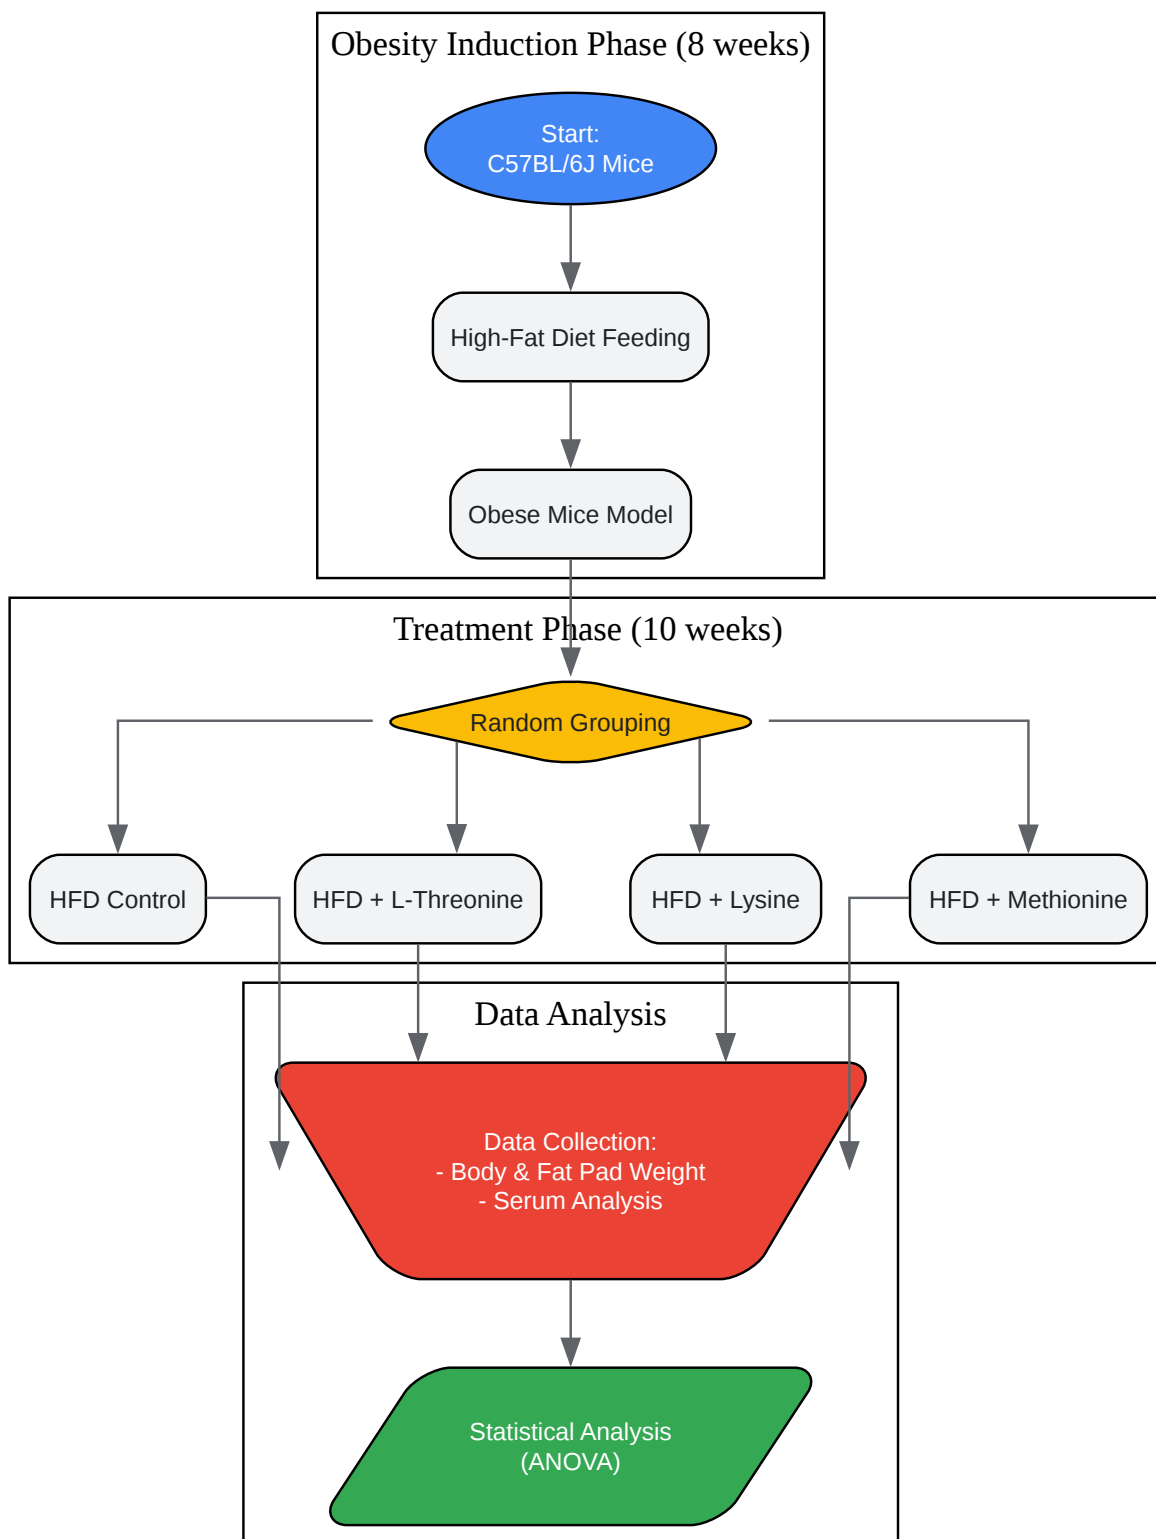 Obesity Induction Phase (8 weeks)
Start:
C57BL/6J Mice
High-Fat Diet Feeding
Obese Mice Model
Treatment Phase (10 weeks)
Random Grouping
HFD Control
HFD + L-Threonine
HFD + Lysine
HFD + Methionine
Data Analysis
Data Collection:
- Body & Fat Pad Weight
- Serum Analysis
Statistical Analysis
(ANOVA)